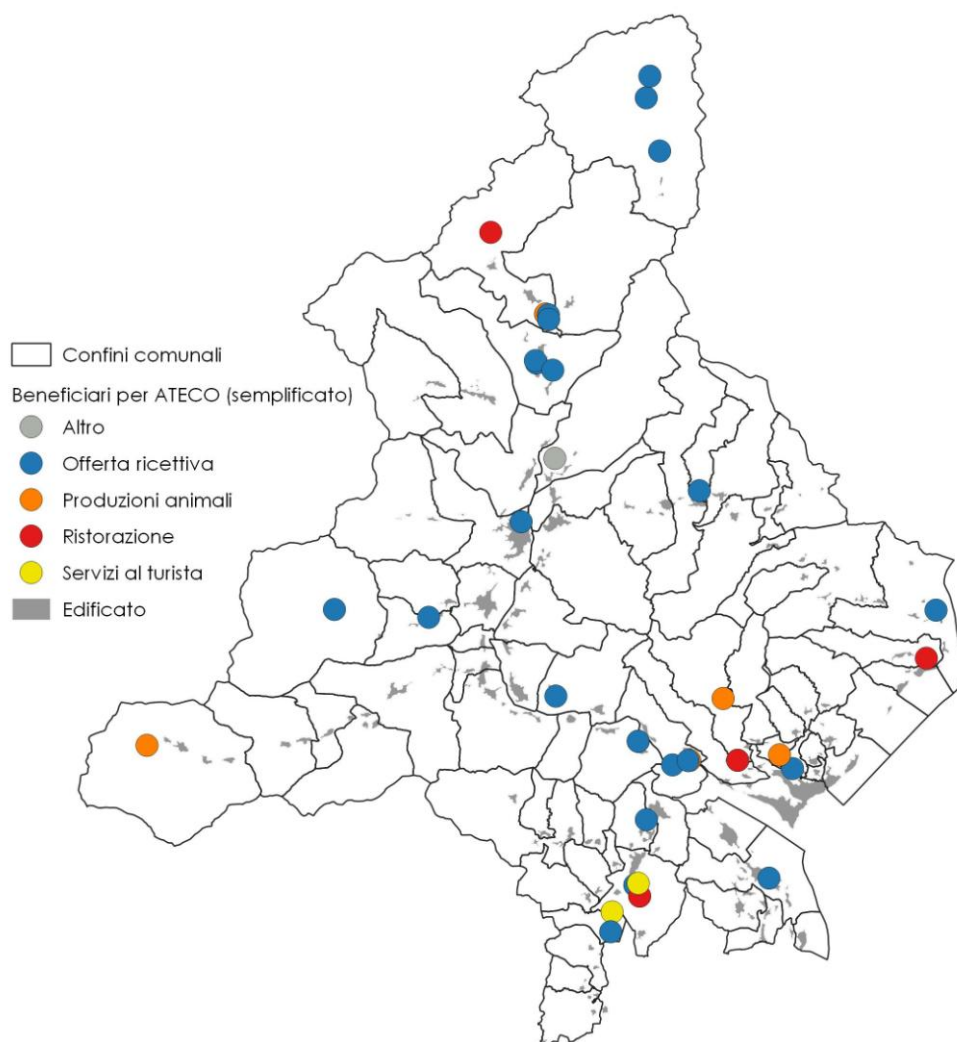 Confini comunali
Beneficiari per ATECO (semplificato)
Altro
Offerta ricettiva
Produzioni animali
Ristorazione
Servizi al turista
Edificato